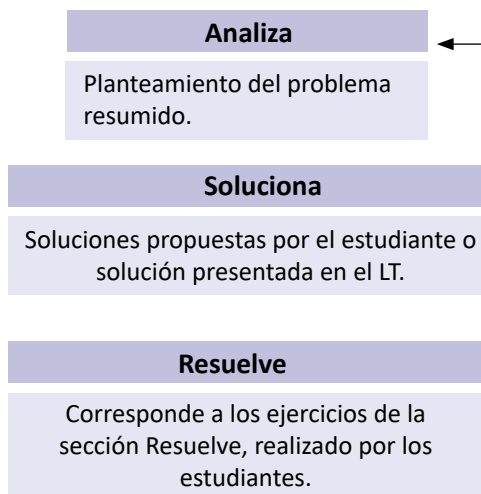 Analiza
Planteamiento del problema
resumido.
Soluciona
Soluciones propuestas por el estudiante o
solución presentada en el LT.
Resuelve
Corresponde a los ejercicios de la
sección Resuelve, realizado por los
estudiantes.